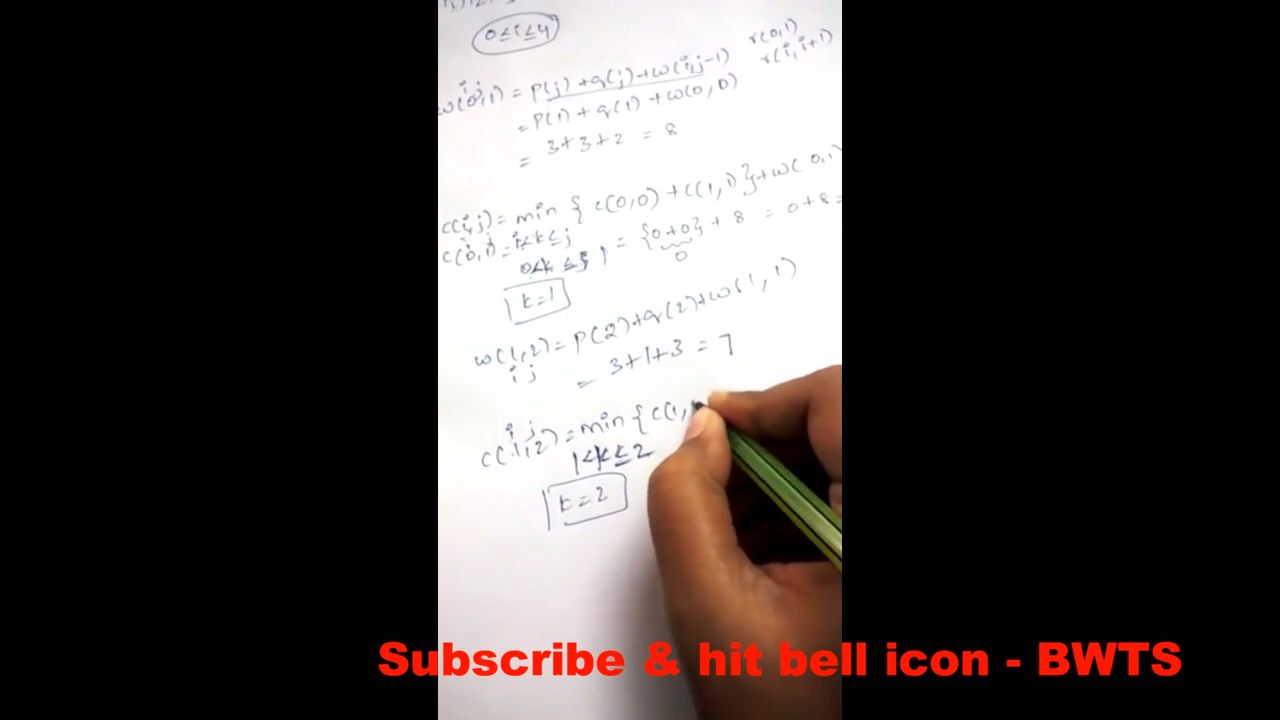 0≤i≤4
i j
w(0,1) = p(j) + q(j) + w(i,j-1) r(0,1)
r(i,i+1)
= p(1) + q(1) + w(0,0)
= 3+3+2 = 8
c(i,j) = min { c(0,0) + c(1,1) } + w(0,1)
c(0,1) = i<k≤j = {0+0} + 8 = 0+8=
0
k=1
w(1,2) = p(2)+q(2)+w(1,1)
i j
= 3+1+3 = 7
i j
c(1,2) = min { c(1,
1<k≤2
k=2
Subscribe & hit bell icon - BWTS